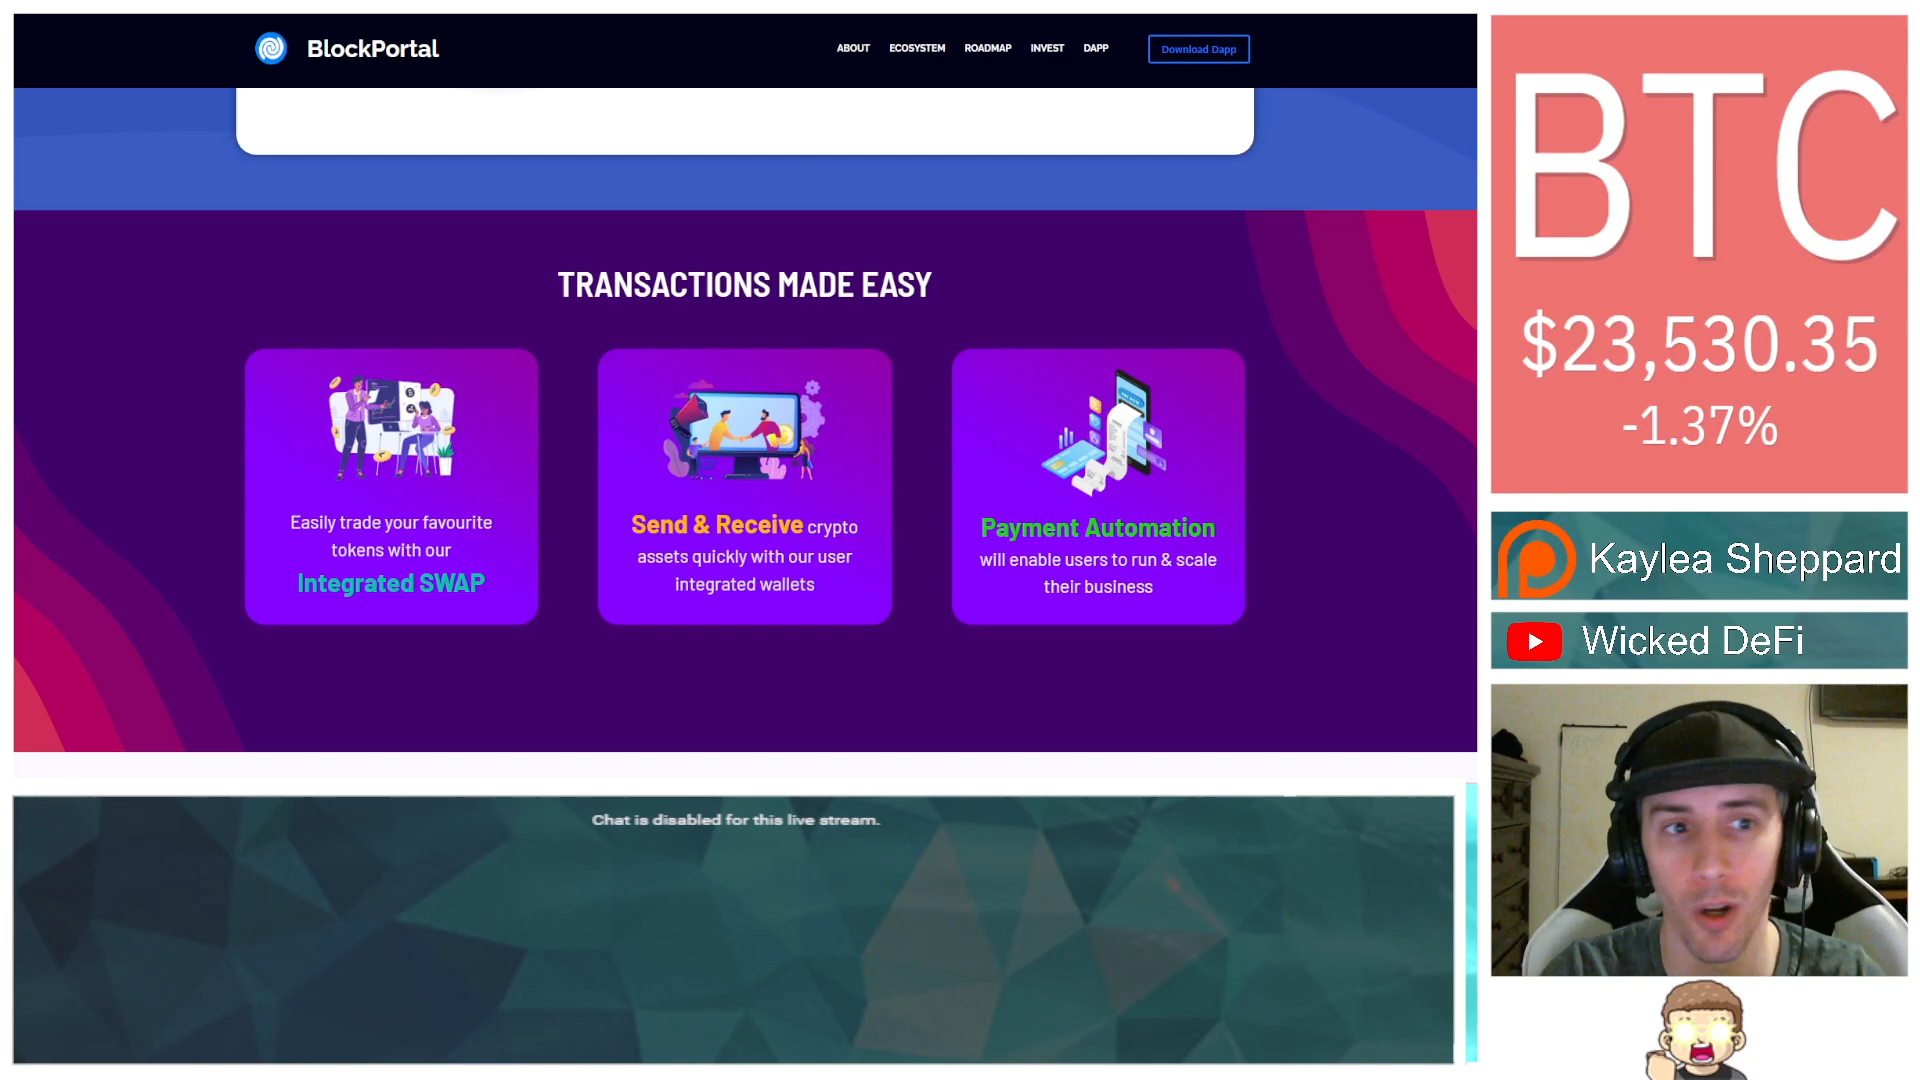 BlockPortal
ABOUT ECOSYSTEM ROADMAP INVEST DAPP Download Dapp
TRANSACTIONS MADE EASY
Easily trade your favourite
tokens with our
Integrated SWAP
Send & Receive crypto
assets quickly with our user
integrated wallets
Payment Automation
will enable users to run & scale
their business
Chat is disabled for this live stream.
BTC
$23,530.35
-1.37%
Kaylea Sheppard
Wicked DeFi